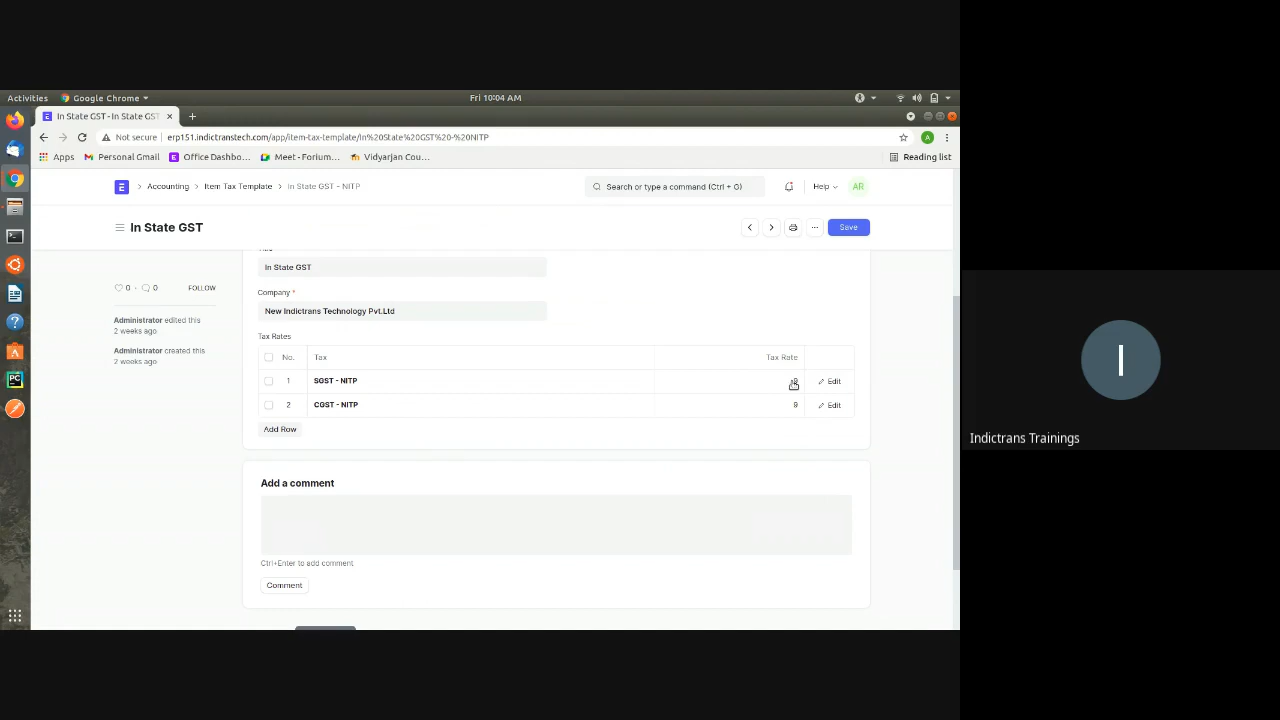 Activities Google Chrome Fri 10:04 AM
In State GST - In State GST
Not secure erp151.indictranstech.com/app/item-tax-template/In%20State%20GST%20-%20NITP A
Apps Personal Gmail Office Dashbo... Meet - Forium... Vidyarjan Cou... Reading list
E Accounting Item Tax Template In State GST - NITP Search or type a command (Ctrl + G) Help AR
In State GST ... Save
In State GST
0 · 0 FOLLOW
Company *
New Indictrans Technology Pvt.Ltd
Administrator edited this
2 weeks ago
Administrator created this
2 weeks ago
Tax Rates
No. Tax Tax Rate
1 SGST - NITP Edit
2 CGST - NITP 9 Edit
Add Row
Add a comment
Ctrl+Enter to add comment
Comment
I
Indictrans Trainings